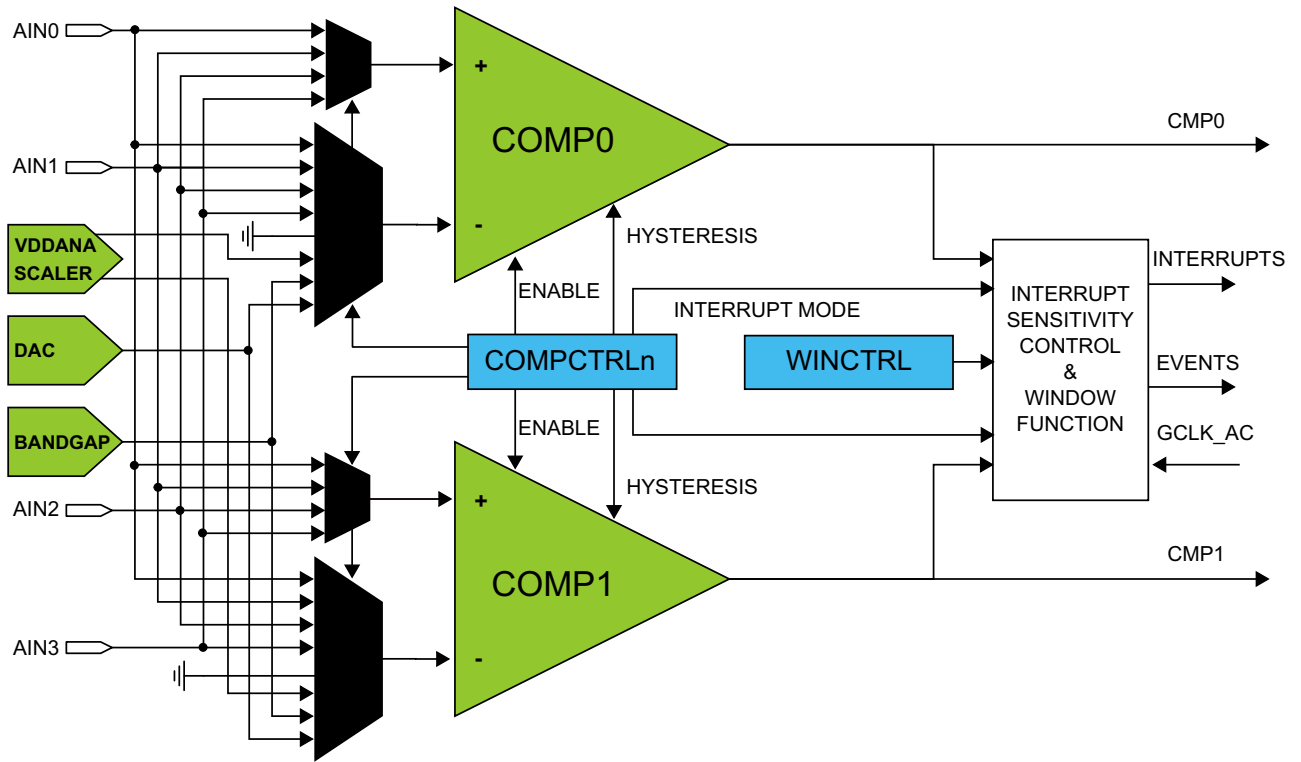 AIN0
+
COMP0
-
CMP0
AIN1
VDDANA
SCALER
HYSTERESIS
ENABLE
INTERRUPT MODE
INTERRUPT
SENSITIVITY
CONTROL
&
WINDOW
FUNCTION
INTERRUPTS
DAC
COMPCTRLn
WINCTRL
EVENTS
BANDGAP
ENABLE
GCLK_AC
HYSTERESIS
AIN2
+
COMP1
-
CMP1
AIN3